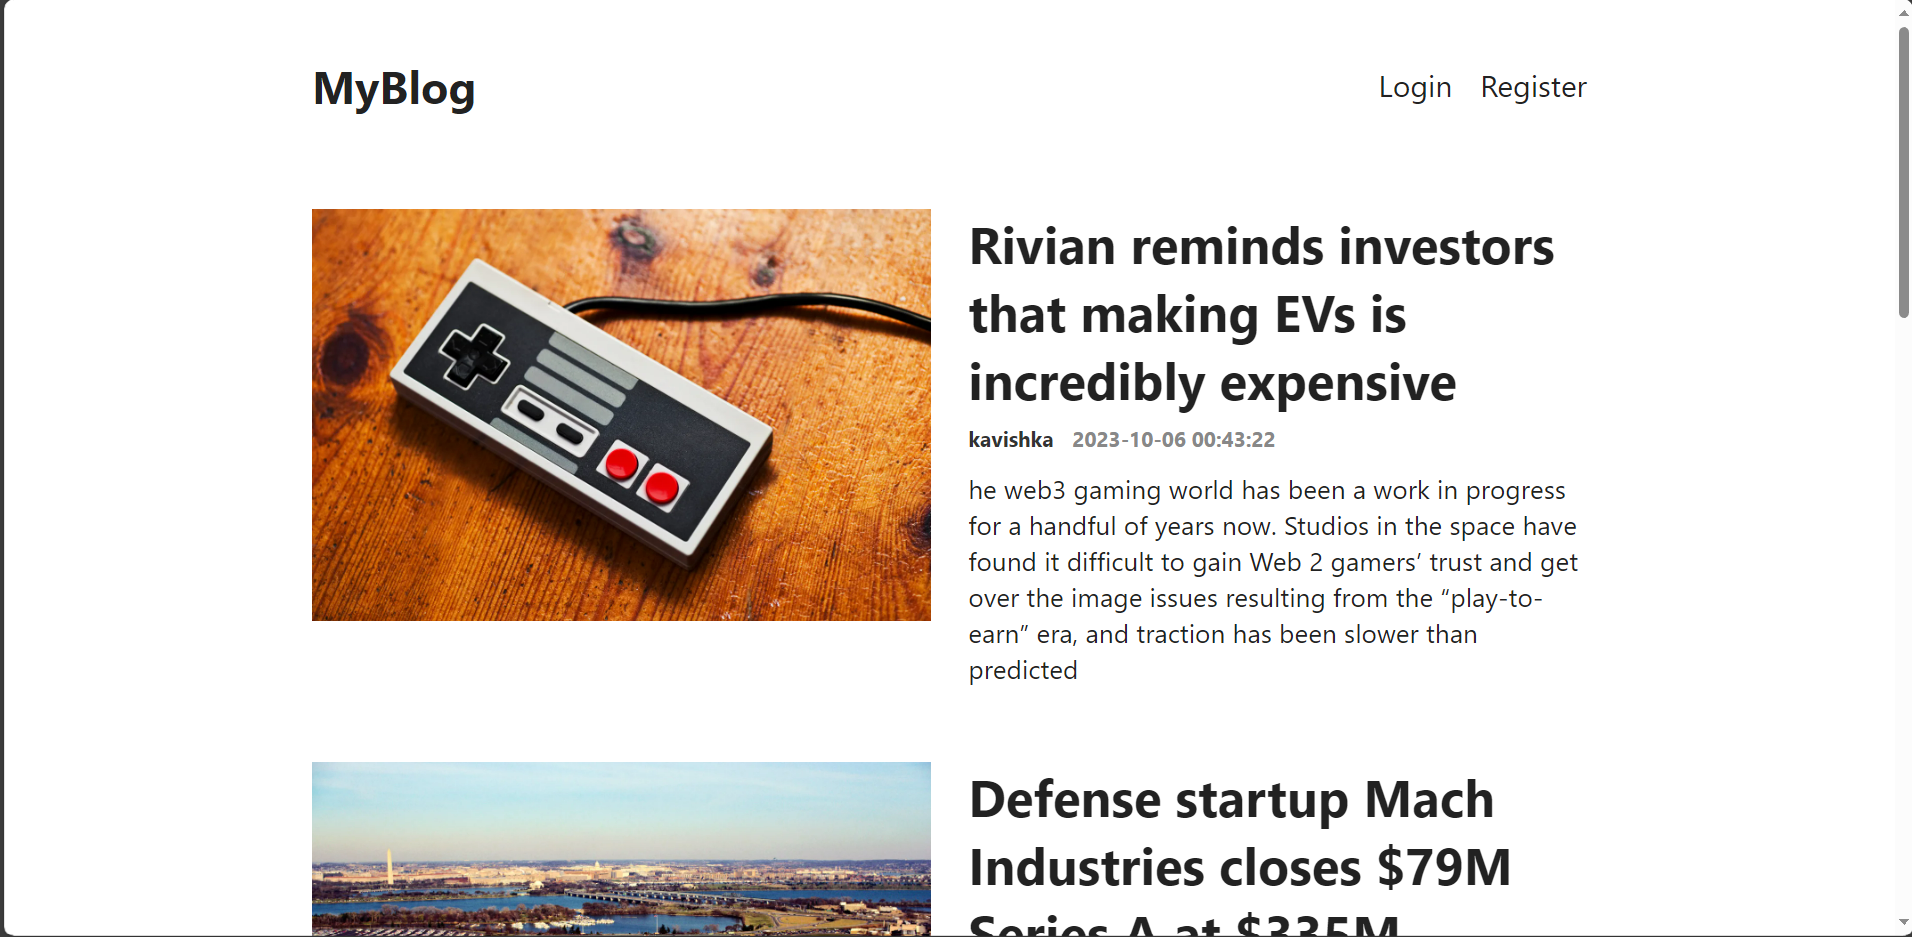 MyBlog
Login Register
Rivian reminds investors
that making EVs is
incredibly expensive
kavishka 2023-10-06 00:43:22
he web3 gaming world has been a work in progress
for a handful of years now. Studios in the space have
found it difficult to gain Web 2 gamers’ trust and get
over the image issues resulting from the “play-to-
earn” era, and traction has been slower than
predicted
Defense startup Mach
Industries closes $79M
Series A at $335M